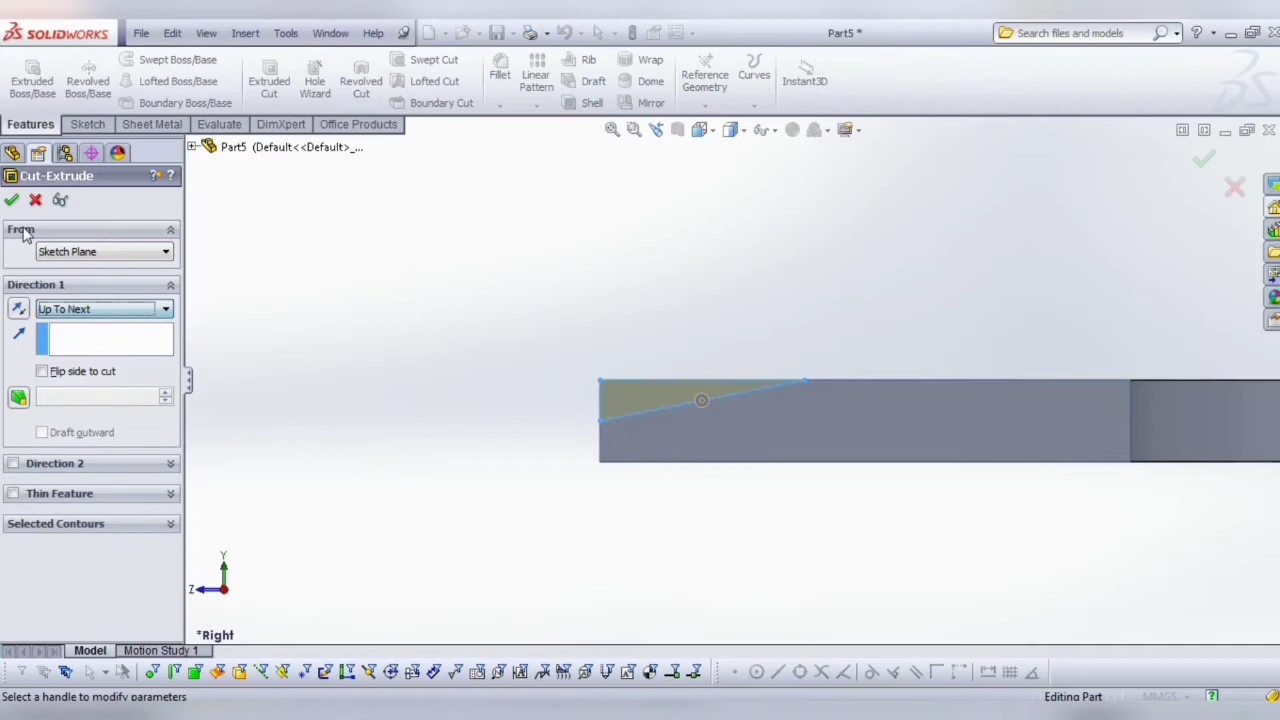 SOLIDWORKS File Edit View Insert Tools Window Help Part5 * Search files and models
Extruded Boss/Base Revolved Boss/Base Swept Boss/Base Lofted Boss/Base Boundary Boss/Base Extruded Cut Hole Wizard Revolved Cut Swept Cut Lofted Cut Boundary Cut Fillet Linear Pattern Rib Draft Shell Wrap Dome Mirror Reference Geometry Curves Instant3D
Features Sketch Sheet Metal Evaluate DimXpert Office Products
Part5 (Default<<Default>_...
Cut-Extrude
From
Sketch Plane
Direction 1
Up To Next
Flip side to cut
Draft outward
Direction 2
Thin Feature
Selected Contours
Y
Z
*Right
Model Motion Study 1
Select a handle to modify parameters Editing Part MMGS